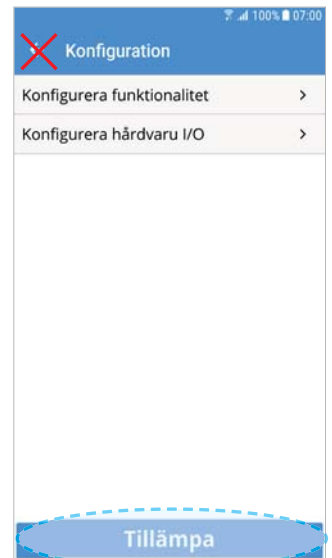 100% 07:00
Konfiguration
Konfigurera funktionalitet
Konfigurera hårdvaru I/O
Tillämpa